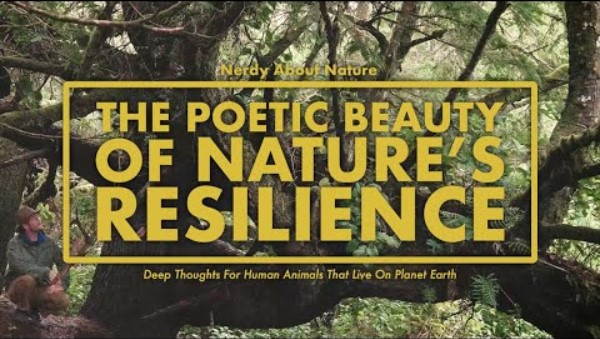 Nerdy About Nature
THE POETIC BEAUTY
OF NATURE'S
RESILIENCE
Deep Thoughts For Human Animals That Live On Planet Earth